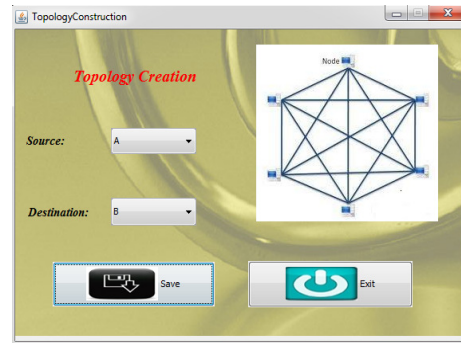 TopologyConstruction
Topology Creation
Node
Source:
A
Destination:
B
Save
Exit